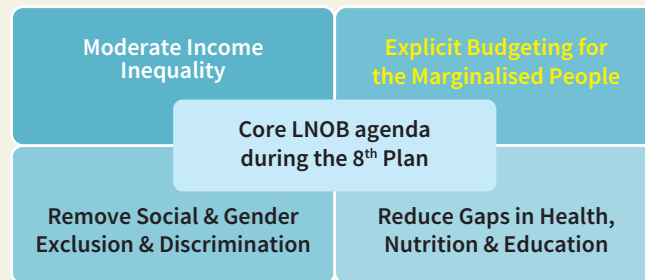 Moderate Income
Inequality
Explicit Budgeting for
the Marginalised People
Core LNOB agenda
during the 8th Plan
Remove Social & Gender
Exclusion & Discrimination
Reduce Gaps in Health,
Nutrition & Education